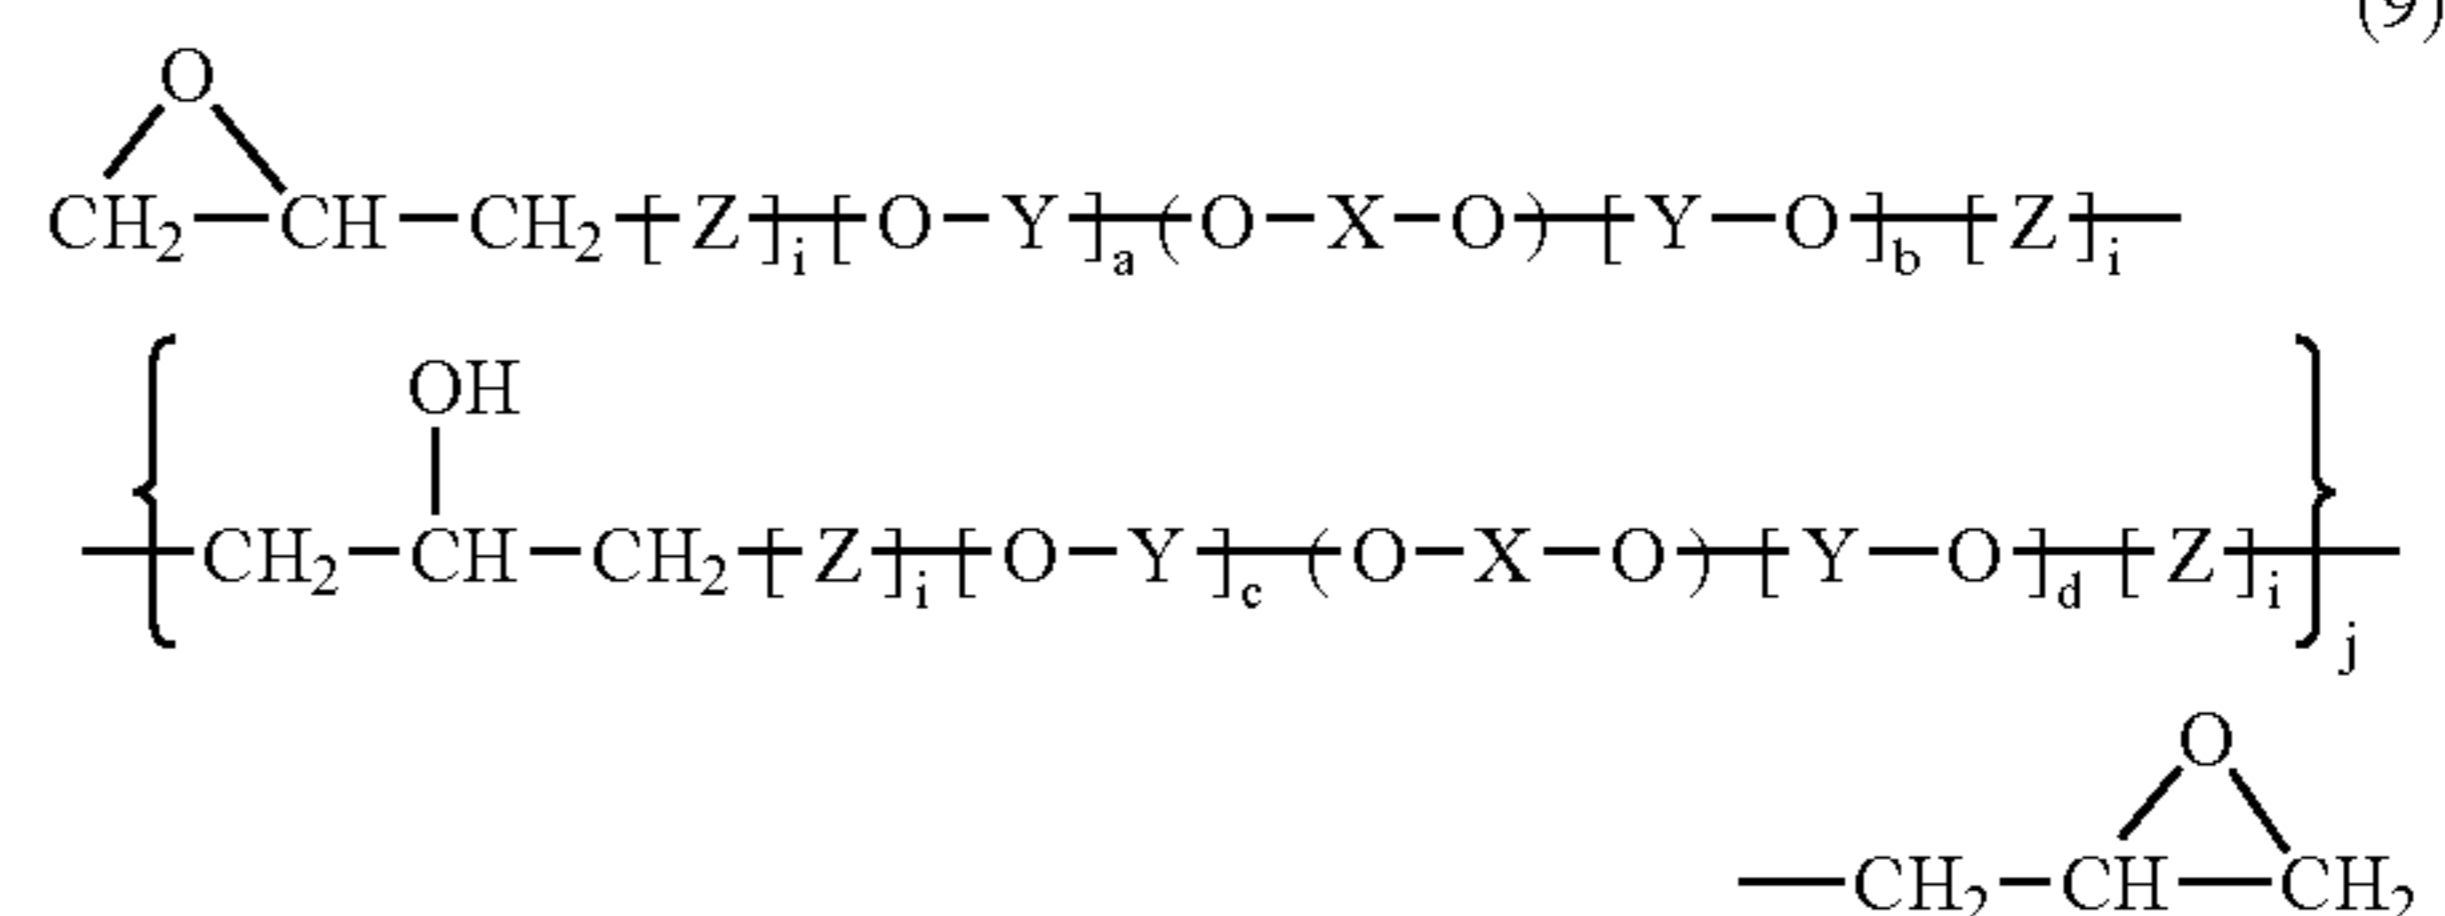 (9)
O
CH2—CH—CH2—[Z]i—[O—Y]a—(O—X—O)—[Y—O]b—[Z]i—
OH
—{CH2—CH—CH2—[Z]i—[O—Y]c—(O—X—O)—[Y—O]d—[Z]i}j—
O
—CH2—CH—CH2